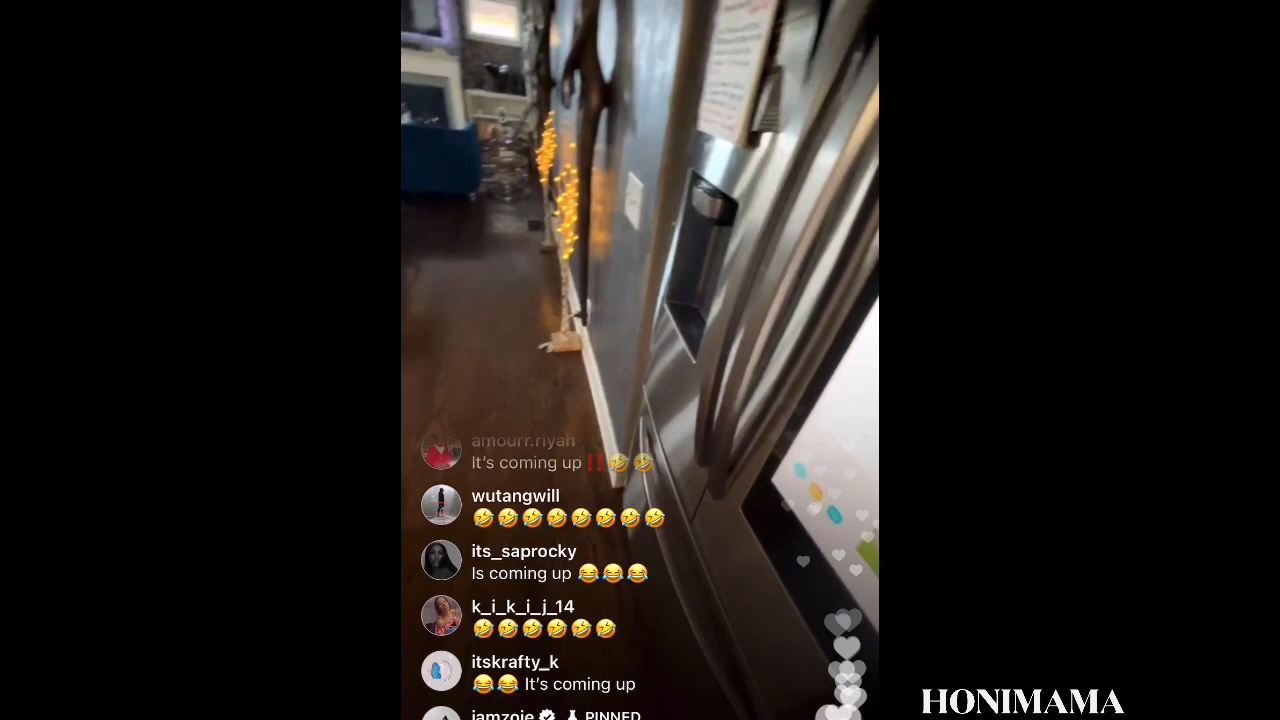 amourr.riyah
It’s coming up‼️🤣🤣
wutangwill
🤣🤣🤣🤣🤣🤣🤣🤣
its_saprocky
Is coming up 😂😂😂
k_i_k_i_j_14
🤣🤣🤣🤣🤣🤣
itskrafty_k
😂😂 It’s coming up
iamzoie PINNED
HONIMAMA